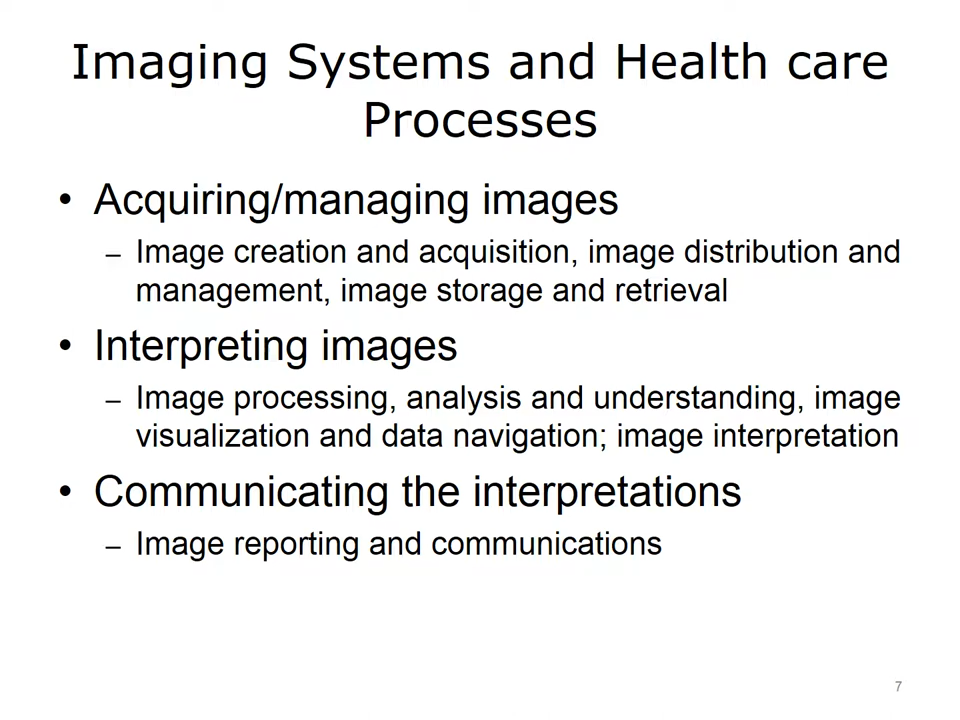 Imaging Systems and Health care
Processes
• Acquiring/managing images
– Image creation and acquisition, image distribution and
management, image storage and retrieval
• Interpreting images
– Image processing, analysis and understanding, image
visualization and data navigation; image interpretation
• Communicating the interpretations
– Image reporting and communications
7